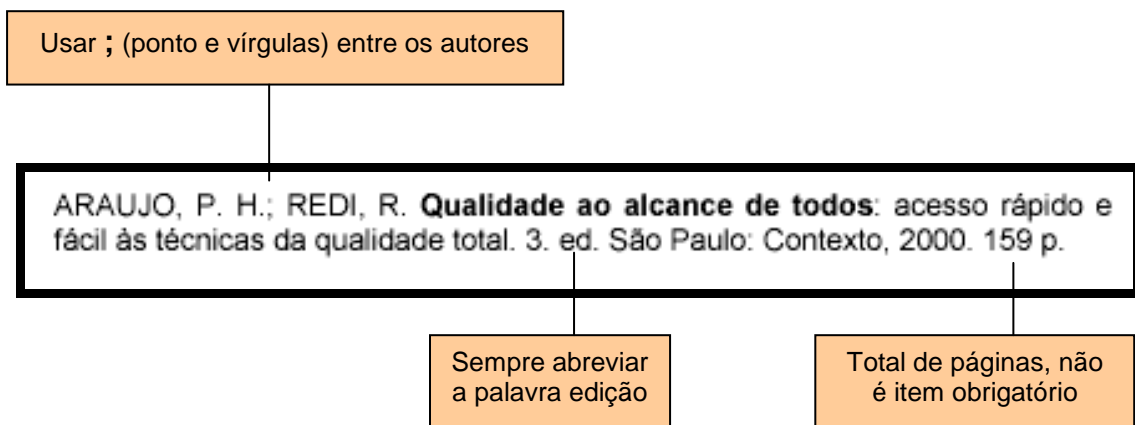 Usar ; (ponto e vírgulas) entre os autores
ARAUJO, P. H.; REDI, R. Qualidade ao alcance de todos: acesso rápido e
fácil às técnicas da qualidade total. 3. ed. São Paulo: Contexto, 2000. 159 p.
Sempre abreviar
a palavra edição
Total de páginas, não
é item obrigatório